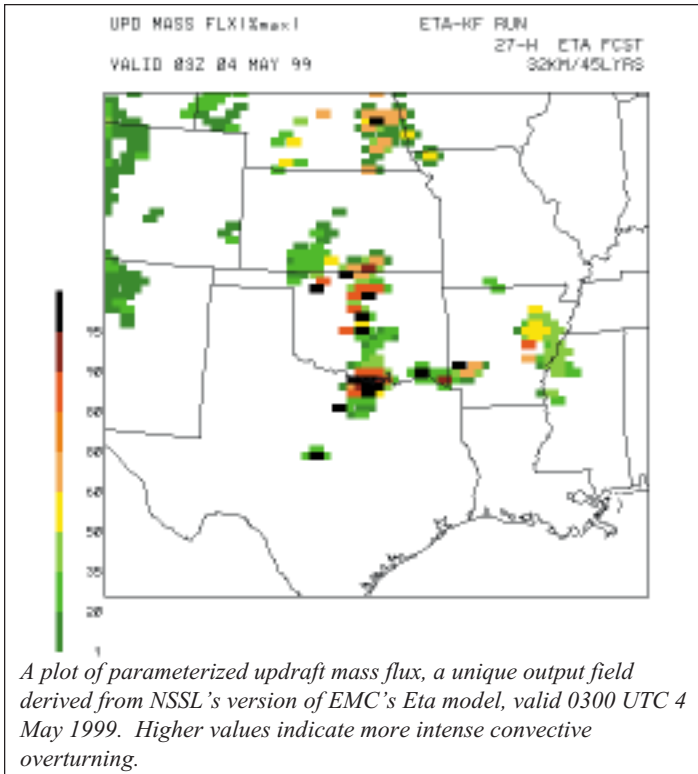 UPD MASS FLX(%max) ETA-KF RUN
27-H ETA FCST
VALID 03Z 04 MAY 99 32KM/45LYRS
95
90
80
80
60
50
35
20
1
A plot of parameterized updraft mass flux, a unique output field
derived from NSSL's version of EMC's Eta model, valid 0300 UTC 4
May 1999. Higher values indicate more intense convective
overturning.